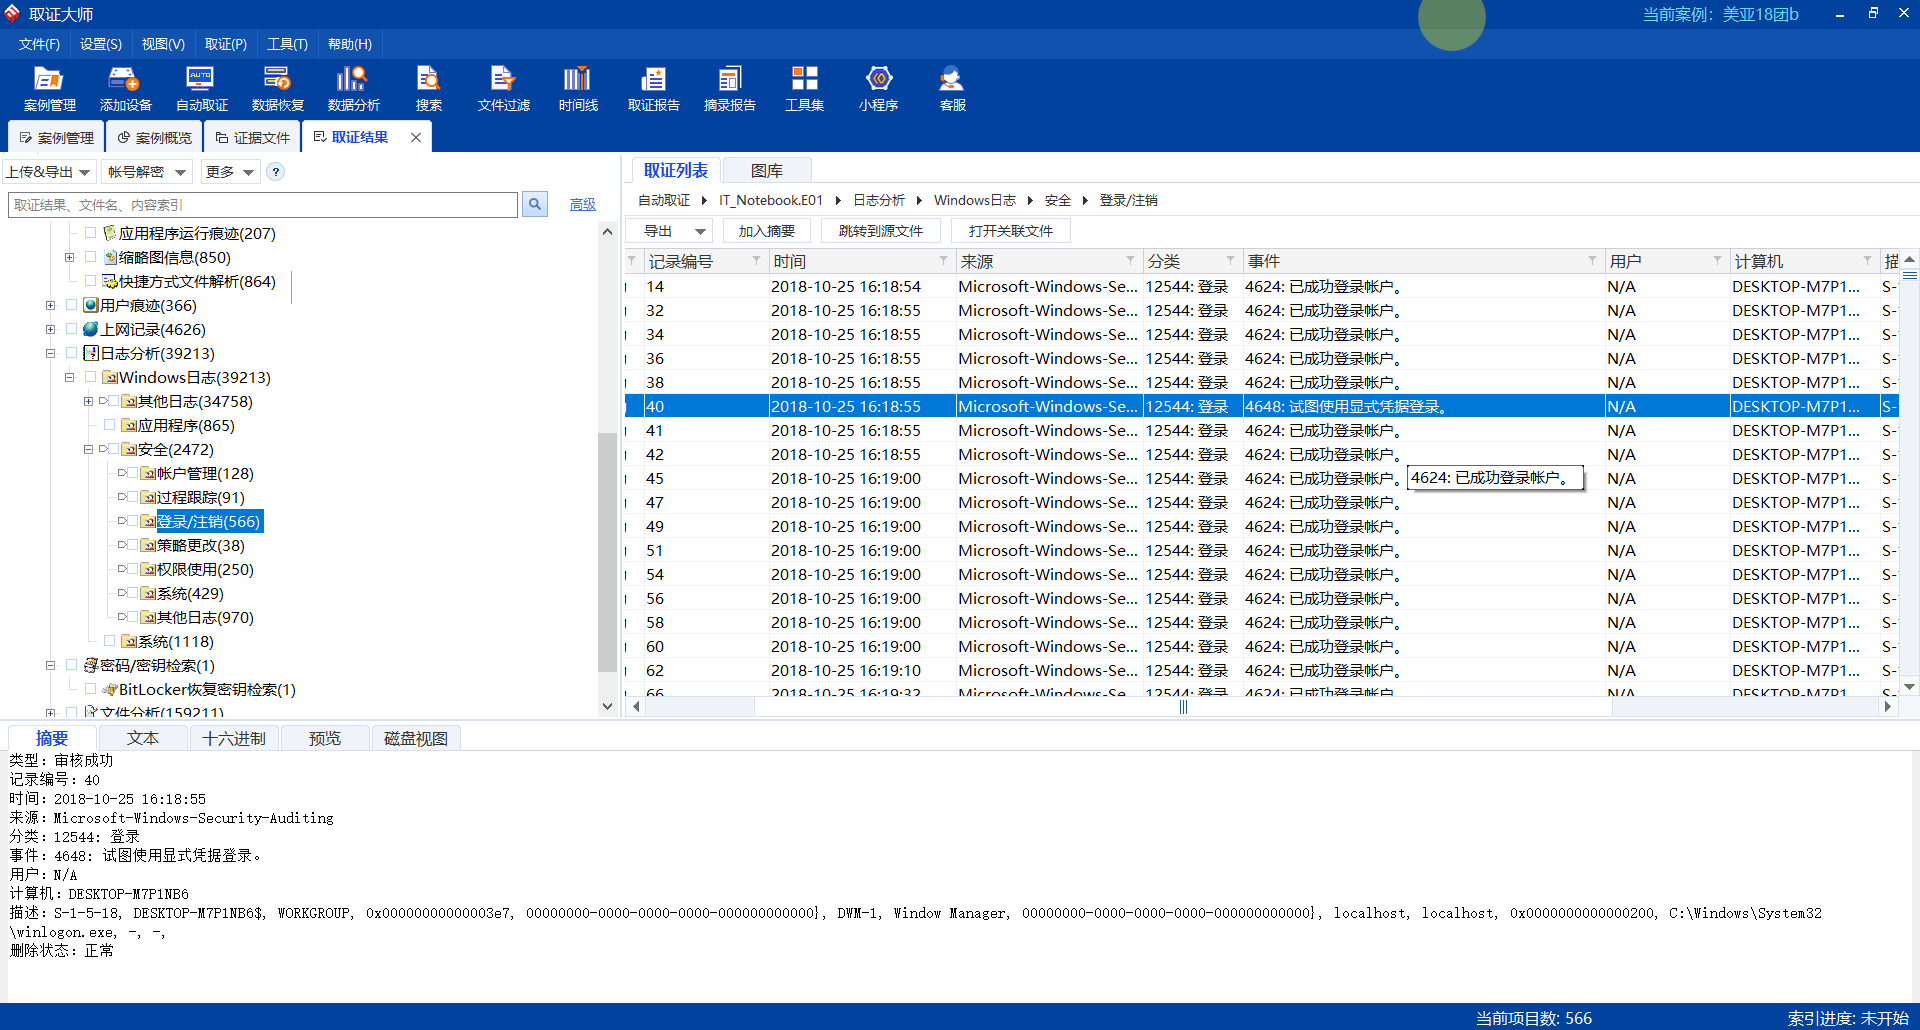 取证大师
当前案例：美亚18团b
文件(F) 设置(S) 视图(V) 取证(P) 工具(T) 帮助(H)
案例管理 添加设备 自动取证 数据恢复 数据分析 搜索 文件过滤 时间线 取证报告 摘录报告 工具集 小程序 客服
案例管理 案例概览 证据文件 取证结果
上传&导出 帐号解密 更多 ?
取证结果、文件名、内容索引 高级
应用程序运行痕迹(207)
缩略图信息(850)
快捷方式文件解析(864)
用户痕迹(366)
上网记录(4626)
日志分析(39213)
Windows日志(39213)
其他日志(34758)
应用程序(865)
安全(2472)
帐户管理(128)
过程跟踪(91)
登录/注销(566)
策略更改(38)
权限使用(250)
系统(429)
其他日志(970)
系统(1118)
密码/密钥检索(1)
BitLocker恢复密钥检索(1)
文件分析(159211)
取证列表 图库
自动取证 IT_Notebook.E01 日志分析 Windows日志 安全 登录/注销
导出 加入摘要 跳转到源文件 打开关联文件
记录编号 时间 来源 分类 事件 用户 计算机 描
14 2018-10-25 16:18:54 Microsoft-Windows-Se... 12544: 登录 4624: 已成功登录帐户。 N/A DESKTOP-M7P1... S-
32 2018-10-25 16:18:55 Microsoft-Windows-Se... 12544: 登录 4624: 已成功登录帐户。 N/A DESKTOP-M7P1... S-
34 2018-10-25 16:18:55 Microsoft-Windows-Se... 12544: 登录 4624: 已成功登录帐户。 N/A DESKTOP-M7P1... S-
36 2018-10-25 16:18:55 Microsoft-Windows-Se... 12544: 登录 4624: 已成功登录帐户。 N/A DESKTOP-M7P1... S-
38 2018-10-25 16:18:55 Microsoft-Windows-Se... 12544: 登录 4624: 已成功登录帐户。 N/A DESKTOP-M7P1... S-
40 2018-10-25 16:18:55 Microsoft-Windows-Se... 12544: 登录 4648: 试图使用显式凭据登录。 N/A DESKTOP-M7P1... S-
41 2018-10-25 16:18:55 Microsoft-Windows-Se... 12544: 登录 4624: 已成功登录帐户。 N/A DESKTOP-M7P1... S-
42 2018-10-25 16:18:55 Microsoft-Windows-Se... 12544: 登录 4624: 已成功登录帐户。 N/A DESKTOP-M7P1... S-
45 2018-10-25 16:19:00 Microsoft-Windows-Se... 12544: 登录 4624: 已成功登录帐户。 4624: 已成功登录帐户。 N/A DESKTOP-M7P1... S-
47 2018-10-25 16:19:00 Microsoft-Windows-Se... 12544: 登录 4624: 已成功登录帐户。 N/A DESKTOP-M7P1... S-
49 2018-10-25 16:19:00 Microsoft-Windows-Se... 12544: 登录 4624: 已成功登录帐户。 N/A DESKTOP-M7P1... S-
51 2018-10-25 16:19:00 Microsoft-Windows-Se... 12544: 登录 4624: 已成功登录帐户。 N/A DESKTOP-M7P1... S-
54 2018-10-25 16:19:00 Microsoft-Windows-Se... 12544: 登录 4624: 已成功登录帐户。 N/A DESKTOP-M7P1... S-
56 2018-10-25 16:19:00 Microsoft-Windows-Se... 12544: 登录 4624: 已成功登录帐户。 N/A DESKTOP-M7P1... S-
58 2018-10-25 16:19:00 Microsoft-Windows-Se... 12544: 登录 4624: 已成功登录帐户。 N/A DESKTOP-M7P1... S-
60 2018-10-25 16:19:00 Microsoft-Windows-Se... 12544: 登录 4624: 已成功登录帐户。 N/A DESKTOP-M7P1... S-
62 2018-10-25 16:19:10 Microsoft-Windows-Se... 12544: 登录 4624: 已成功登录帐户。 N/A DESKTOP-M7P1... S-
66 2018-10-25 16:19:32 Microsoft-Windows-Se... 12544: 登录 4624: 已成功登录帐户。 N/A DESKTOP-M7P1... S-
摘要 文本 十六进制 预览 磁盘视图
类型：审核成功
记录编号：40
时间：2018-10-25 16:18:55
来源：Microsoft-Windows-Security-Auditing
分类：12544: 登录
事件：4648: 试图使用显式凭据登录。
用户：N/A
计算机：DESKTOP-M7P1NB6
描述：S-1-5-18, DESKTOP-M7P1NB6$, WORKGROUP, 0x00000000000003e7, 00000000-0000-0000-0000-000000000000}, DWM-1, Window Manager, 00000000-0000-0000-0000-000000000000}, localhost, localhost, 0x0000000000000200, C:\Windows\System32
\winlogon.exe, -, -,
删除状态：正常
当前项目数: 566 索引进度: 未开始